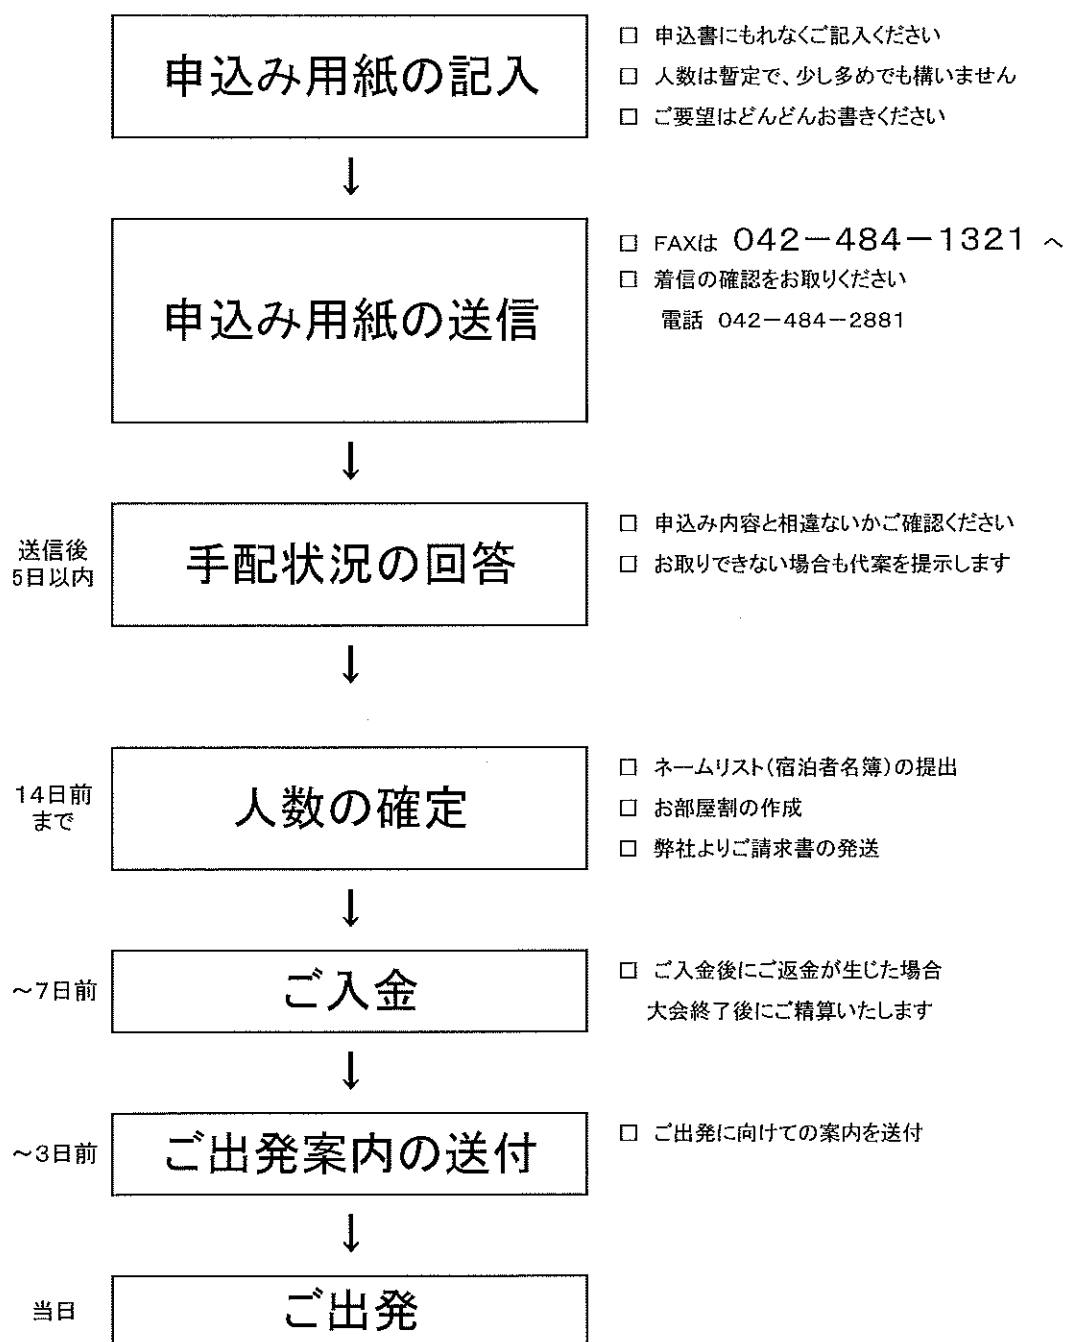 申込み用紙の記入
□ 申込書にもれなくご記入ください
□ 人数は暫定で、少し多めでも構いません
□ ご要望はどんどんお書きください
↓
申込み用紙の送信
□ FAXは 042－484－1321 へ
□ 着信の確認をお取りください
電話 042－484－2881
↓
送信後
5日以内
手配状況の回答
□ 申込み内容と相違ないかご確認ください
□ お取りできない場合も代案を提示します
↓
14日前
まで
人数の確定
□ ネームリスト(宿泊者名簿)の提出
□ お部屋割の作成
□ 弊社よりご請求書の発送
↓
～7日前
ご入金
□ ご入金後にご返金が生じた場合
大会終了後にご精算いたします
↓
～3日前
ご出発案内の送付
□ ご出発に向けての案内を送付
↓
当日
ご出発